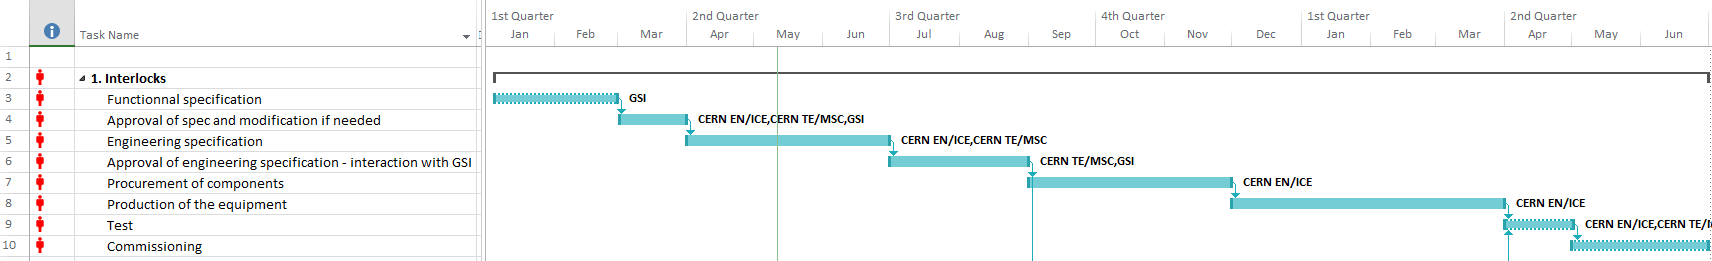 1st Quarter 2nd Quarter 3rd Quarter 4th Quarter 1st Quarter 2nd Quarter
Task Name Jan Feb Mar Apr May Jun Jul Aug Sep Oct Nov Dec Jan Feb Mar Apr May Jun
1
2 1. Interlocks
3 Functionnal specification GSI
4 Approval of spec and modification if needed CERN EN/ICE,CERN TE/MSC,GSI
5 Engineering specification CERN EN/ICE,CERN TE/MSC
6 Approval of engineering specification - interaction with GSI CERN TE/MSC,GSI
7 Procurement of components CERN EN/ICE
8 Production of the equipment CERN EN/ICE
9 Test CERN EN/ICE,CERN
10 Commissioning